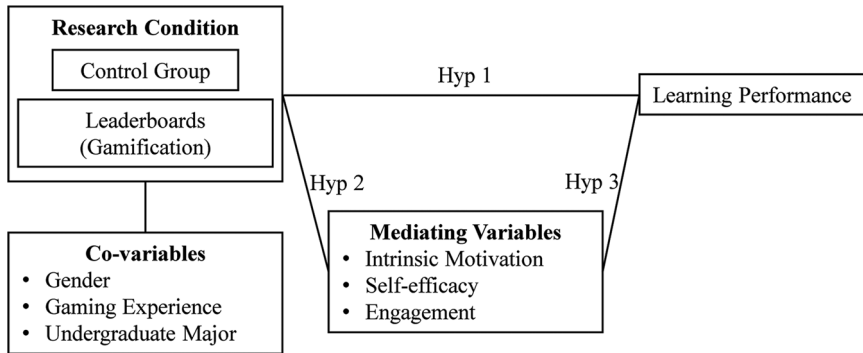 Research Condition
Control Group
Leaderboards
(Gamification)
Hyp 1
Learning Performance
Hyp 2
Hyp 3
Co-variables
• Gender
• Gaming Experience
• Undergraduate Major
Mediating Variables
• Intrinsic Motivation
• Self-efficacy
• Engagement